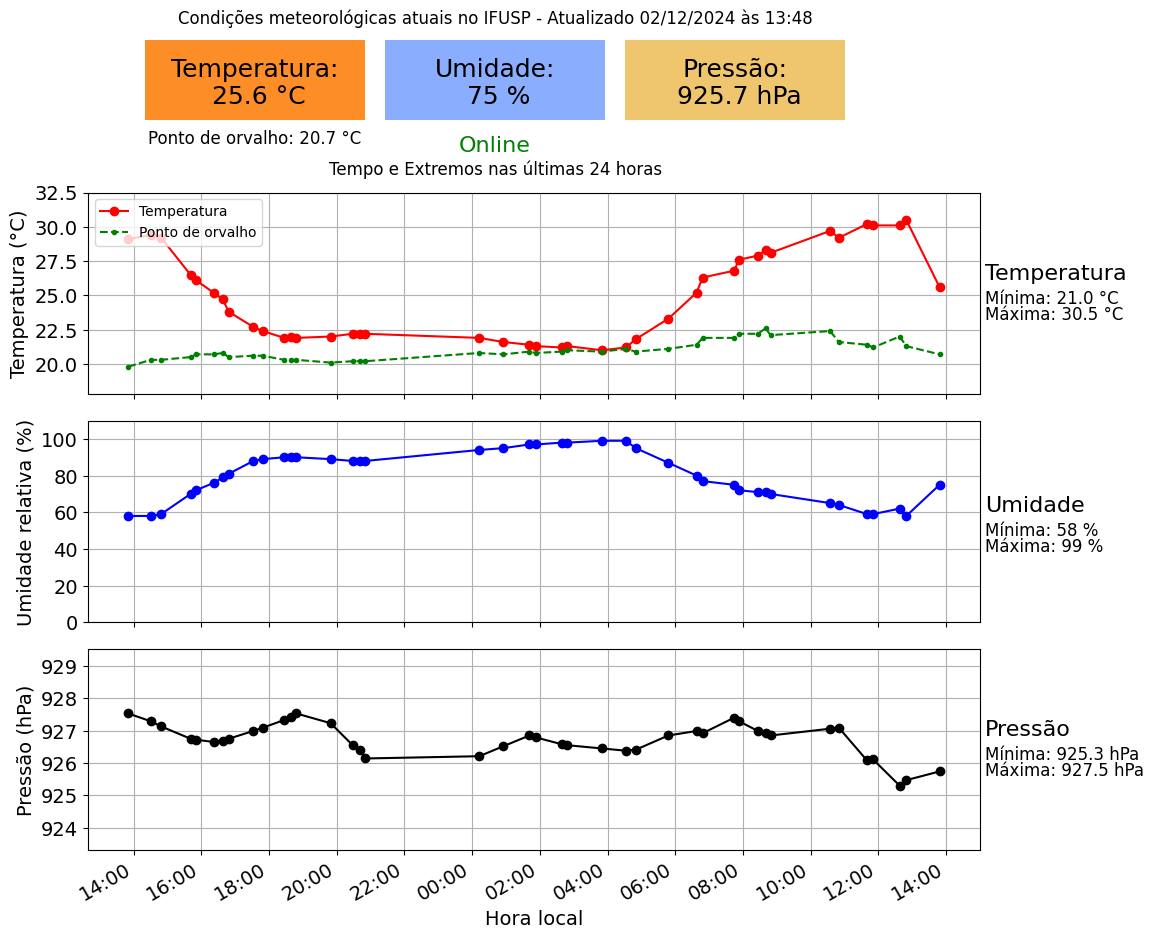 Condições meteorológicas atuais no IFUSP - Atualizado 02/12/2024 às 13:48
Temperatura:
25.6 °C
Umidade:
75 %
Pressão:
925.7 hPa
Ponto de orvalho: 20.7 °C
Online
Tempo e Extremos nas últimas 24 horas
Temperatura (°C)
32.5
30.0
27.5
25.0
22.5
20.0
Temperatura
Ponto de orvalho
Temperatura
Mínima: 21.0 °C
Máxima: 30.5 °C
Umidade relativa (%)
100
80
60
40
20
0
Umidade
Mínima: 58 %
Máxima: 99 %
Pressão (hPa)
929
928
927
926
925
924
Pressão
Mínima: 925.3 hPa
Máxima: 927.5 hPa
14:00 16:00 18:00 20:00 22:00 00:00 02:00 04:00 06:00 08:00 10:00 12:00 14:00
Hora local